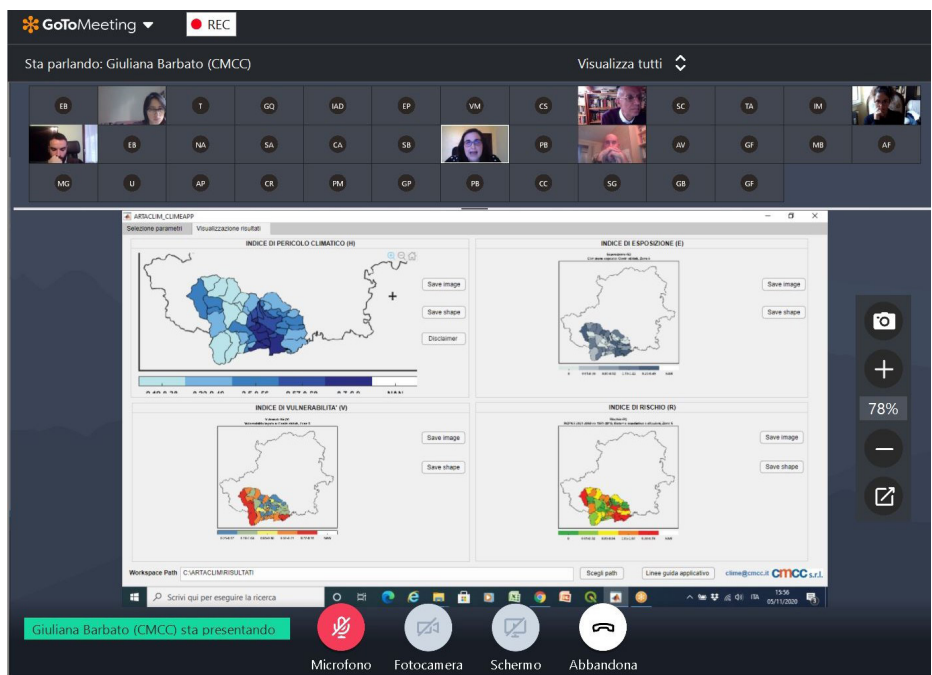 GoToMeeting
REC
Sta parlando: Giuliana Barbato (CMCC)
Visualizza tutti
EB T GQ IAD EP VM CS SC TA IM
EB NA SA CA SB PB AV GF MB AF
MG U AP CR PM GP PB CC SG GB GF
ARTACLIM_CLIMEAPP
Selezione parametri Visualizzazione risultati
INDICE DI PERICOLO CLIMATICO (H)
Save image
Save shape
Disclaimer
INDICE DI ESPOSIZIONE (E)
Save image
Save shape
INDICE DI VULNERABILITA' (V)
Save image
Save shape
INDICE DI RISCHIO (R)
Save image
Save shape
78%
Workspace Path C:\ARTACLIM\RISULTATI Scegli path Linee guida applicativo clime@cmcc.it cmcc s.r.l.
Scrivi qui per eseguire la ricerca
ITA
15:56
05/11/2020
Giuliana Barbato (CMCC) sta presentando
Microfono Fotocamera Schermo Abbandona